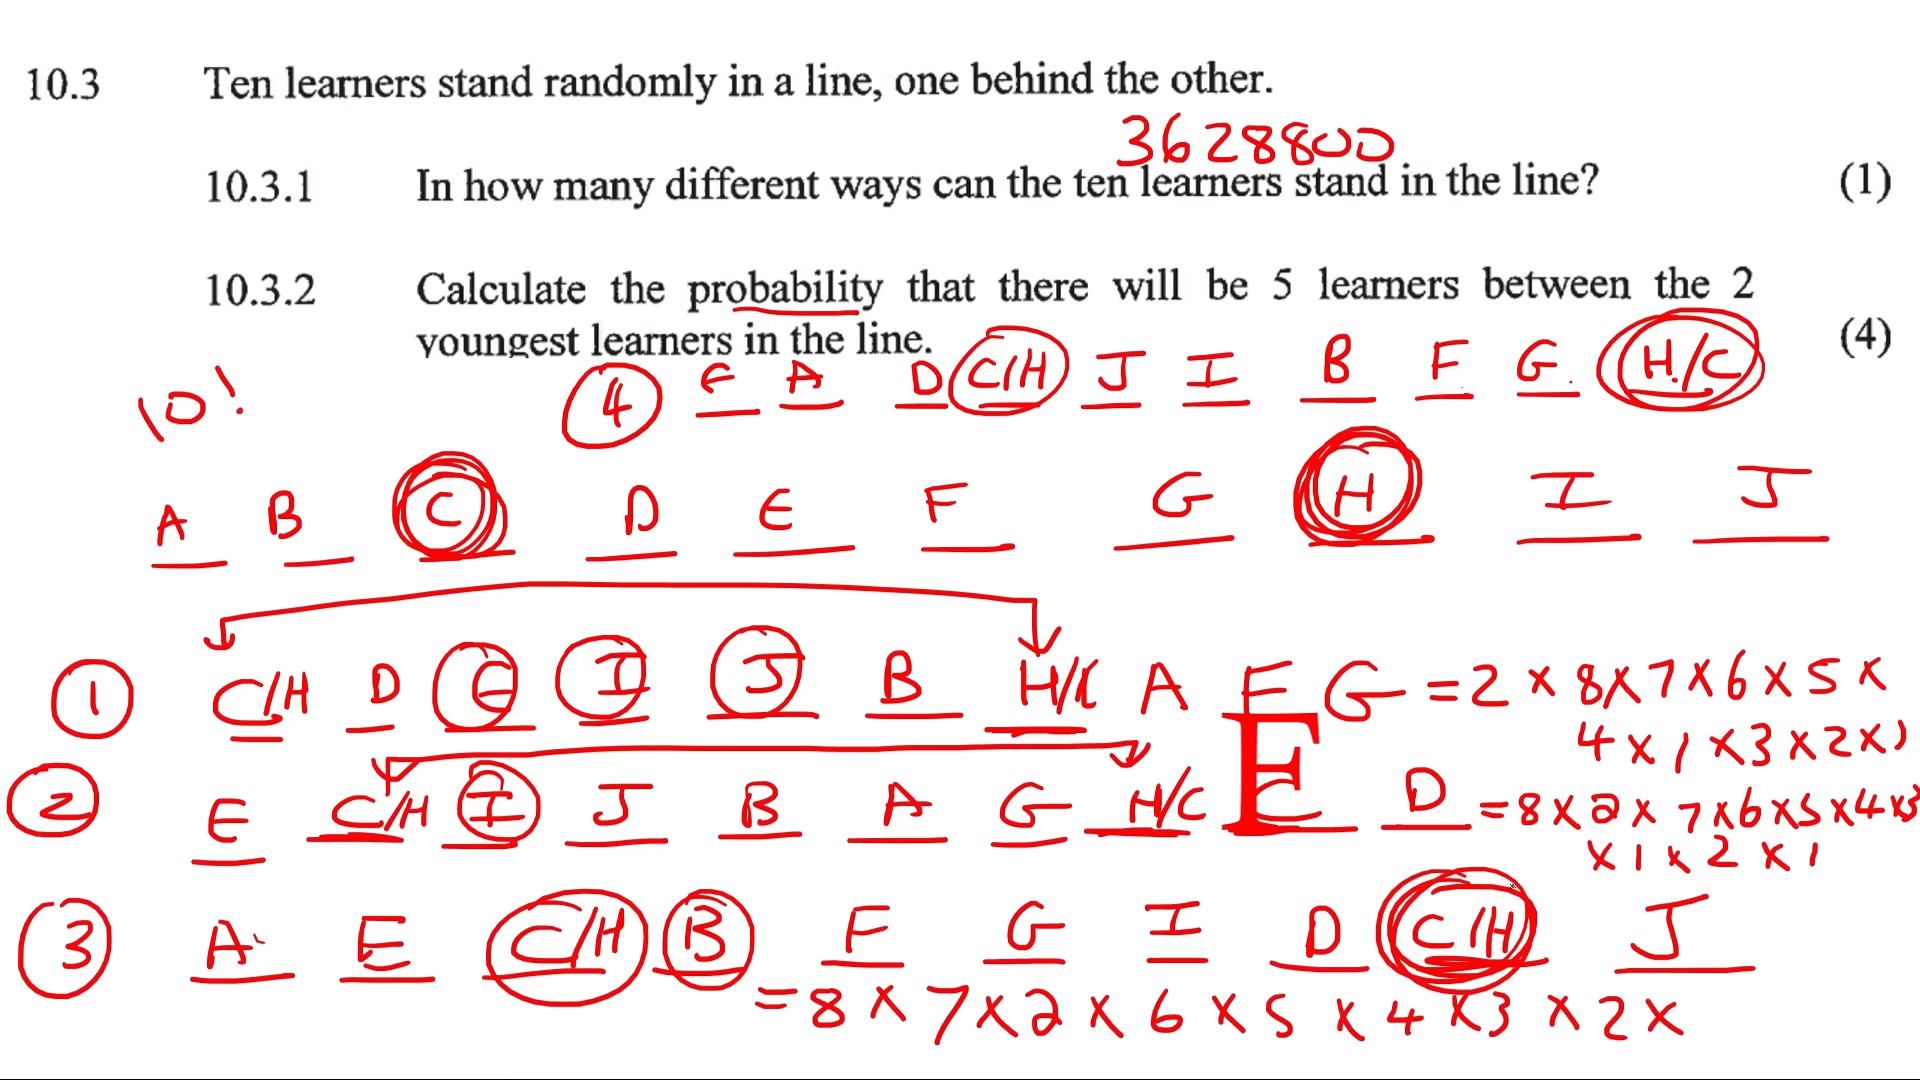 10.3 Ten learners stand randomly in a line, one behind the other.
3628800
10.3.1 In how many different ways can the ten learners stand in the line? (1)
10.3.2 Calculate the probability that there will be 5 learners between the 2
youngest learners in the line. (4)
10!
4 E A D C/H J I B F G H/C
A B C D E F G H I J
1 C/H D E I J B H/C A F G = 2 × 8 × 7 × 6 × 5 ×
4 × 1 × 3 × 2 × 1
2 E C/H I J B A G H/C F D = 8 × 2 × 7 × 6 × 5 × 4 × 3
× 1 × 2 × 1
3 A E C/H B F G I D C/H J
= 8 × 7 × 2 × 6 × 5 × 4 × 3 × 2 ×